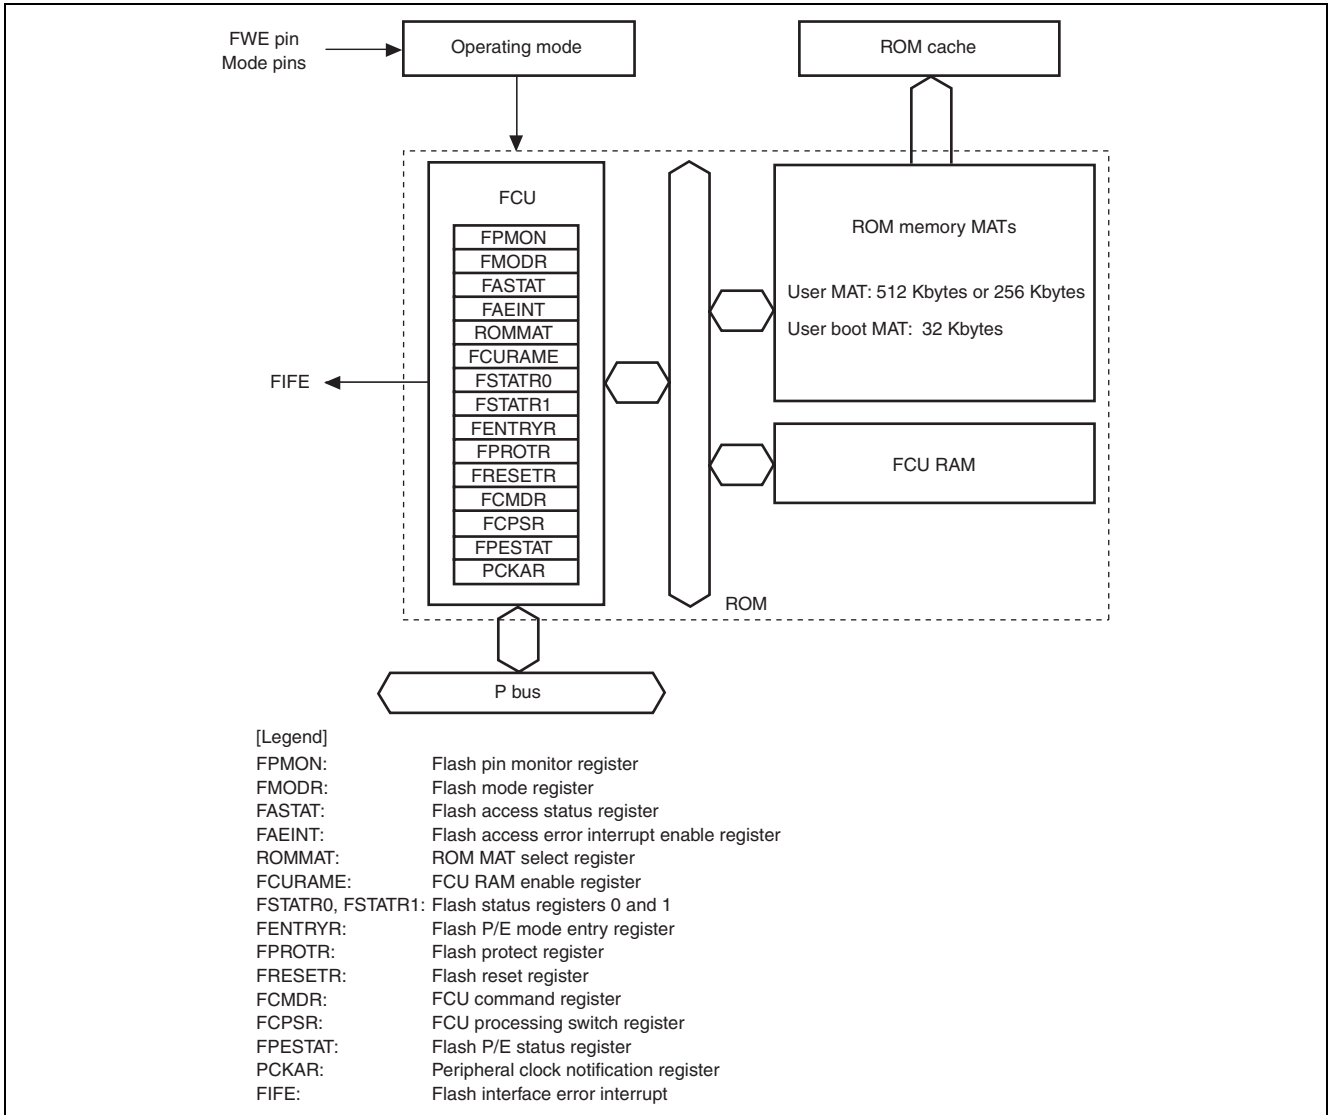 FWE pin
Mode pins
Operating mode
ROM cache
FCU
FPMON
FMODR
FASTAT
FAEINT
ROMMAT
FCURAME
FSTATR0
FSTATR1
FENTRYR
FPROTR
FRESETR
FCMDR
FCPSR
FPESTAT
PCKAR
FIFE
ROM memory MATs
User MAT: 512 Kbytes or 256 Kbytes
User boot MAT: 32 Kbytes
FCU RAM
ROM
P bus
[Legend]
FPMON: Flash pin monitor register
FMODR: Flash mode register
FASTAT: Flash access status register
FAEINT: Flash access error interrupt enable register
ROMMAT: ROM MAT select register
FCURAME: FCU RAM enable register
FSTATR0, FSTATR1: Flash status registers 0 and 1
FENTRYR: Flash P/E mode entry register
FPROTR: Flash protect register
FRESETR: Flash reset register
FCMDR: FCU command register
FCPSR: FCU processing switch register
FPESTAT: Flash P/E status register
PCKAR: Peripheral clock notification register
FIFE: Flash interface error interrupt